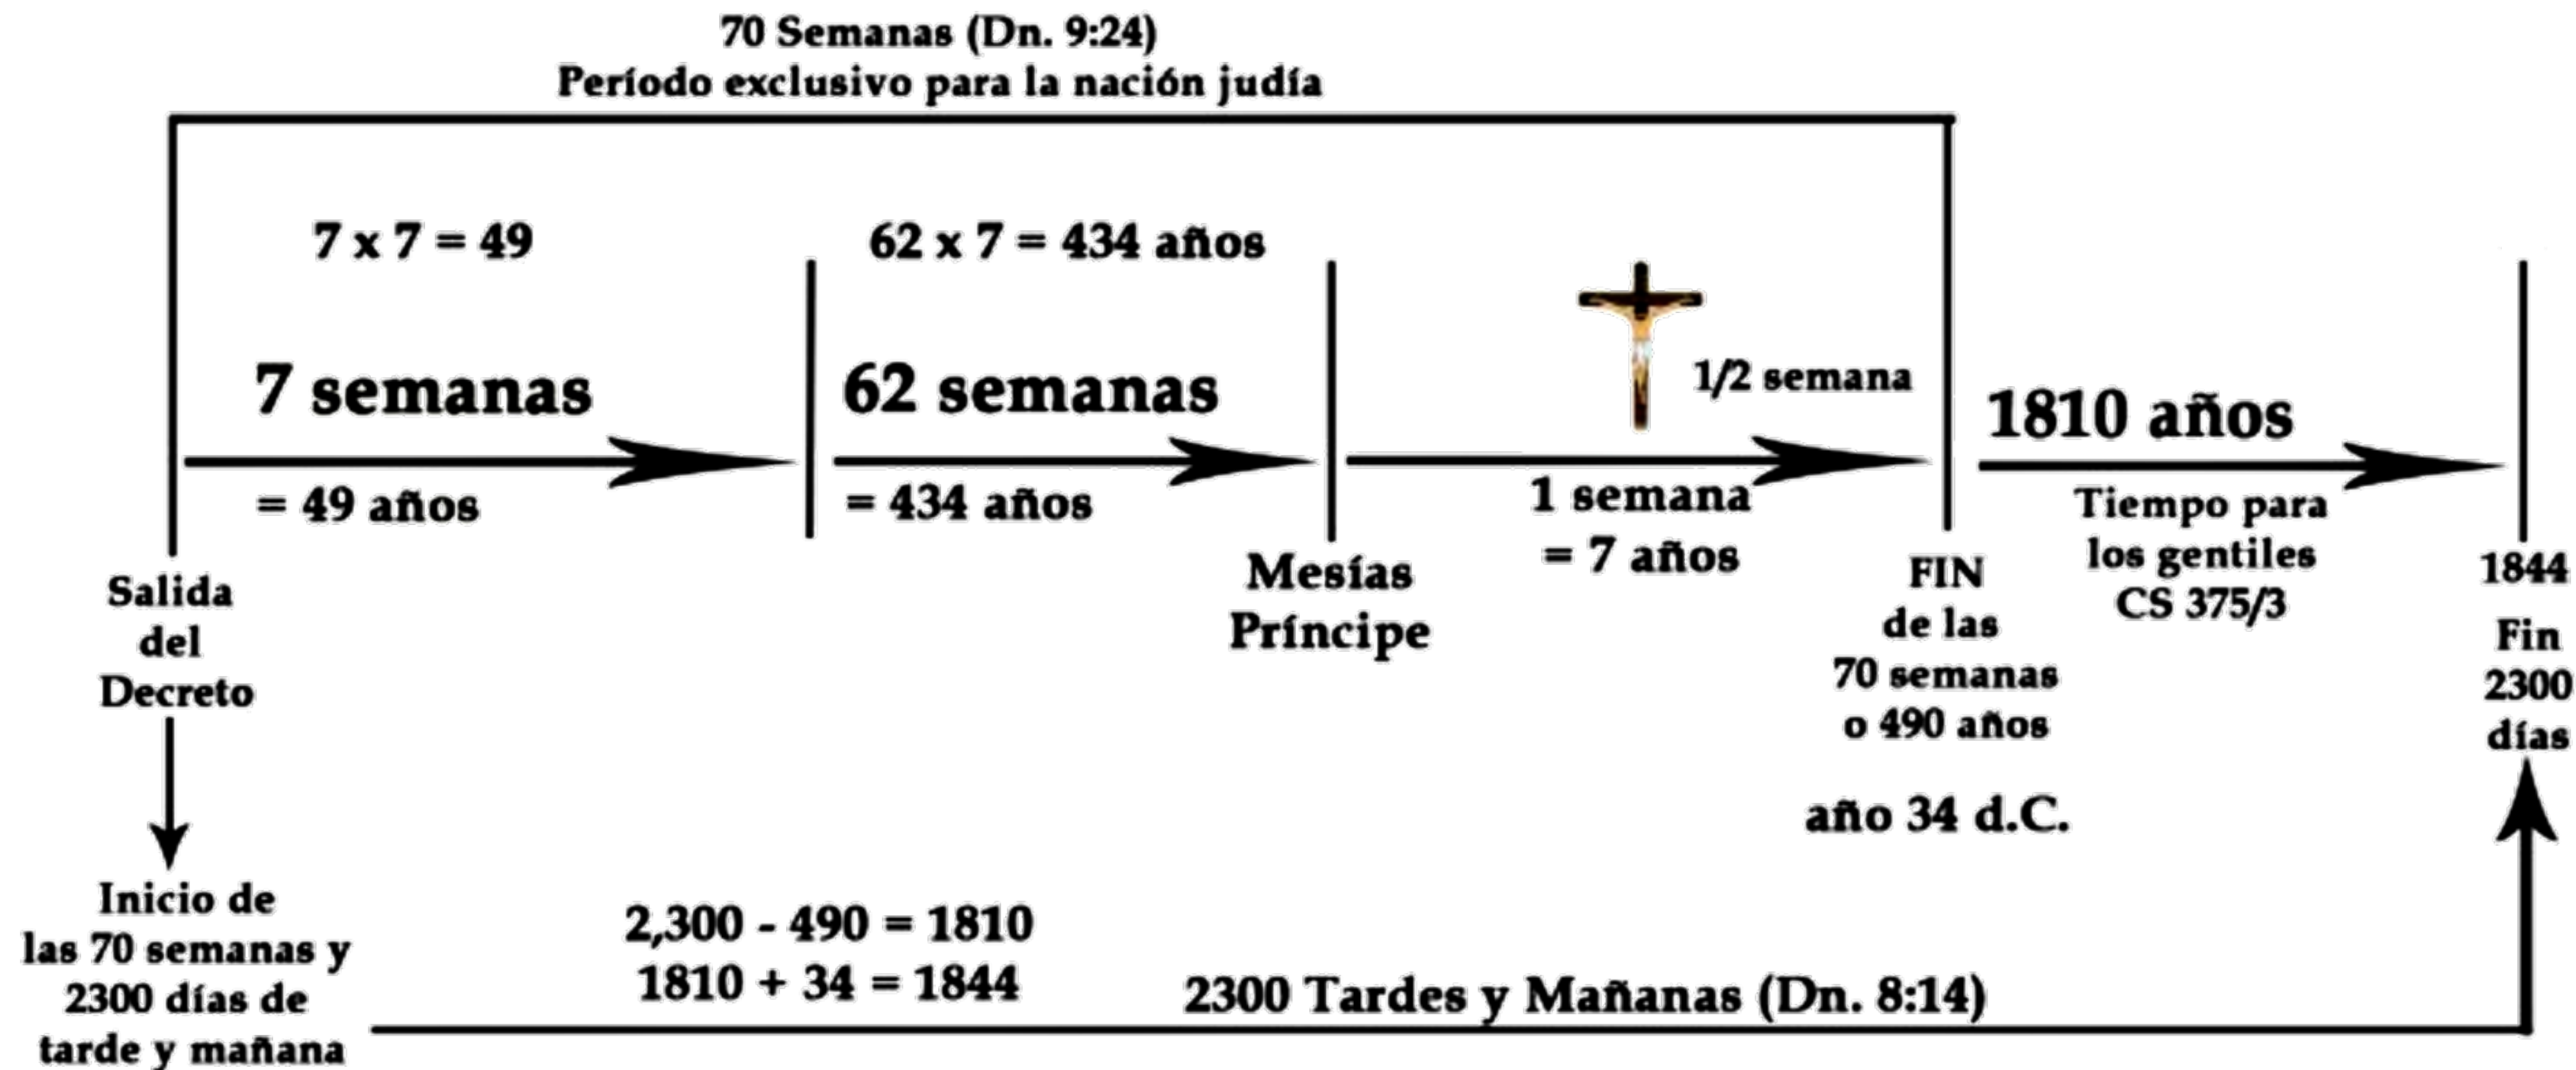 70 Semanas (Dn. 9:24)
Período exclusivo para la nación judía
7 x 7 = 49
62 x 7 = 434 años
7 semanas
= 49 años
62 semanas
= 434 años
1/2 semana
1 semana
= 7 años
1810 años
Tiempo para
los gentiles
CS 375/3
Salida
del
Decreto
Mesías
Príncipe
FIN
de las
70 semanas
o 490 años
año 34 d.C.
1844
Fin
2300
días
Inicio de
las 70 semanas y
2300 días de
tarde y mañana
2,300 - 490 = 1810
1810 + 34 = 1844
2300 Tardes y Mañanas (Dn. 8:14)